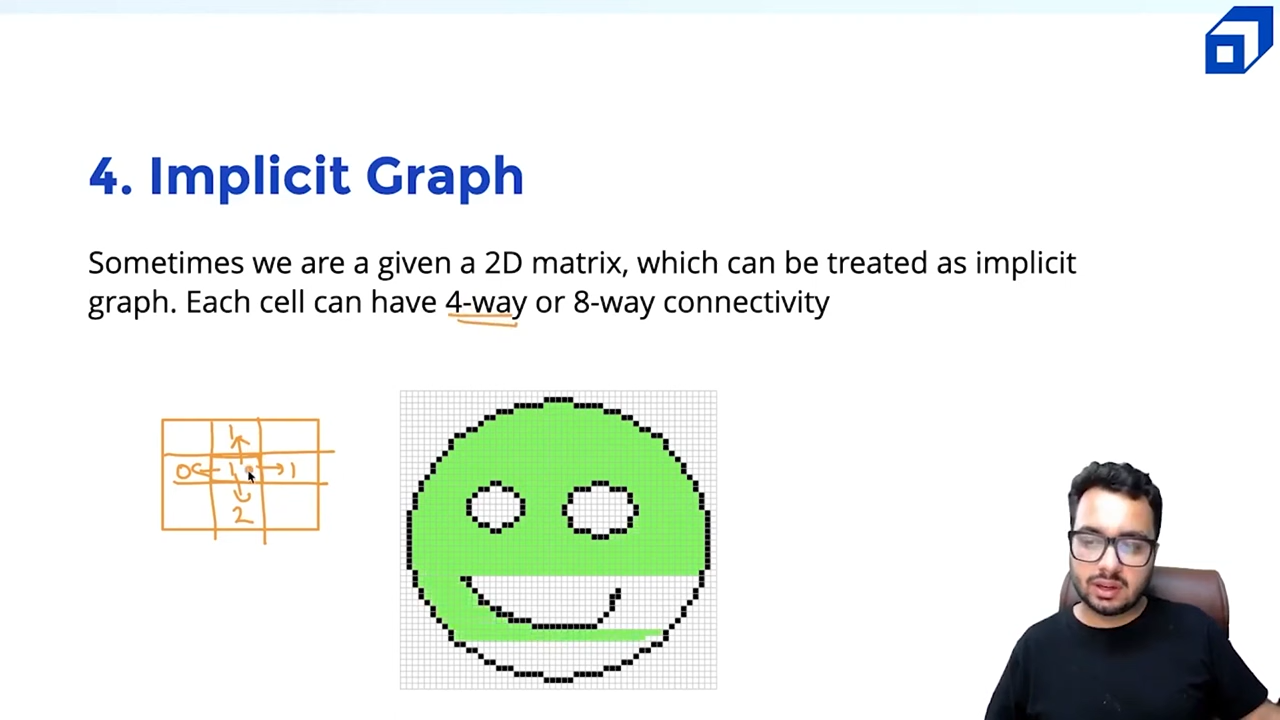 4. Implicit Graph
Sometimes we are a given a 2D matrix, which can be treated as implicit
graph. Each cell can have 4-way or 8-way connectivity
1
0 1 1
2